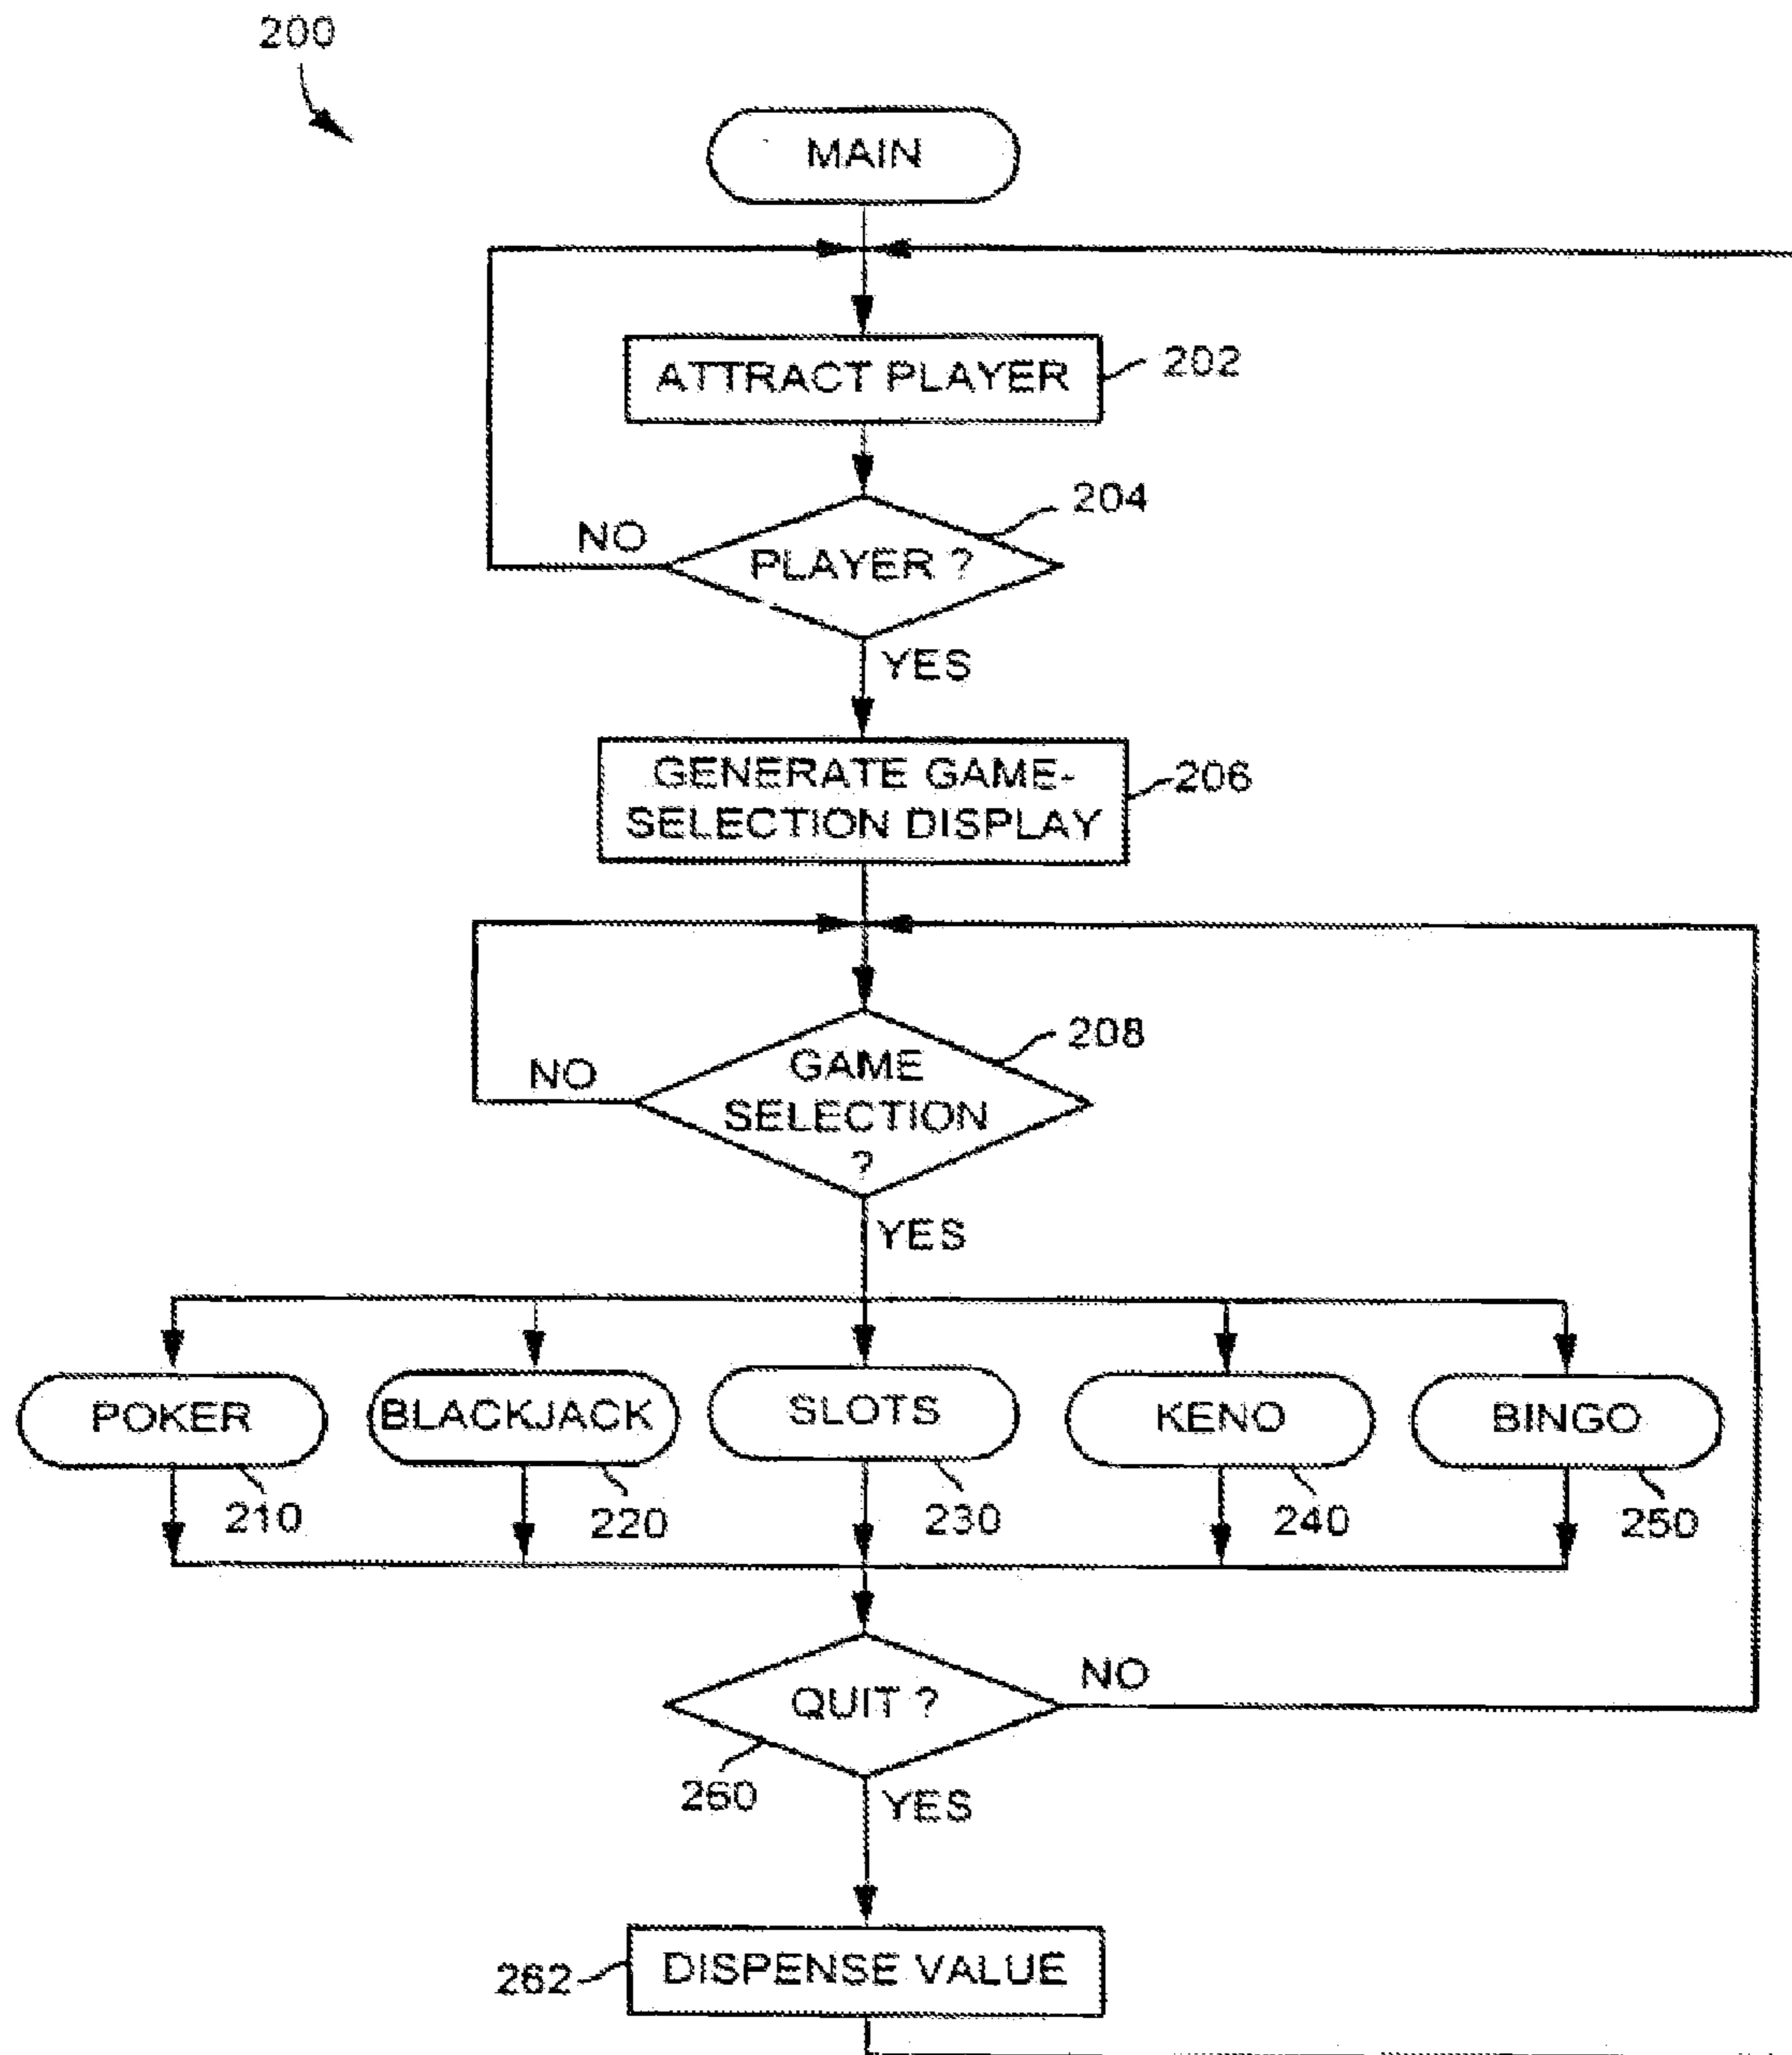 200
MAIN
ATTRACT PLAYER
202
204
NO
PLAYER ?
YES
GENERATE GAME-
SELECTION DISPLAY
206
208
NO
GAME
SELECTION
?
YES
POKER
BLACKJACK
SLOTS
KENO
BINGO
210
220
230
240
250
QUIT ?
NO
260
YES
DISPENSE VALUE
262